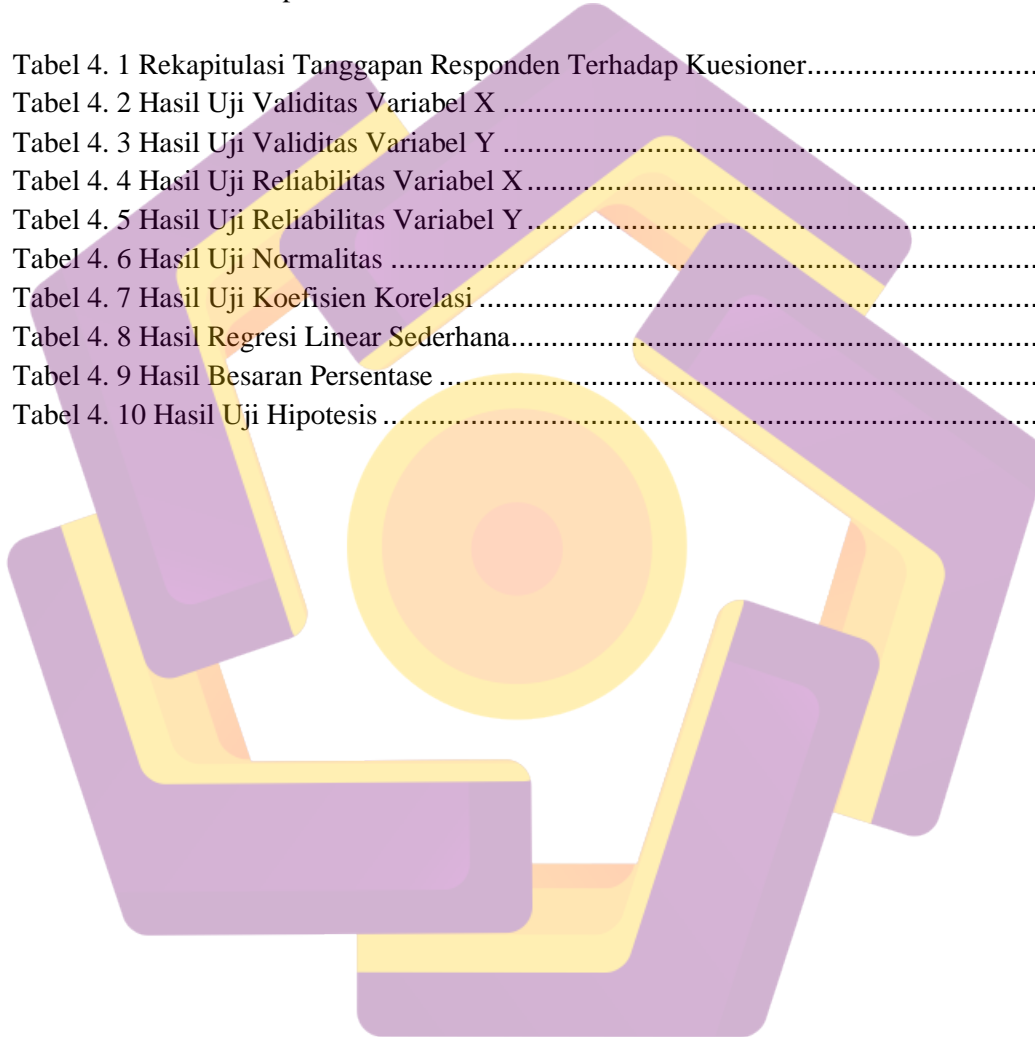 Tabel 4. 1 Rekapitulasi Tanggapan Responden Terhadap Kuesioner............................
Tabel 4. 2 Hasil Uji Validitas Variabel X ..................................................................
Tabel 4. 3 Hasil Uji Validitas Variabel Y ..................................................................
Tabel 4. 4 Hasil Uji Reliabilitas Variabel X...............................................................
Tabel 4. 5 Hasil Uji Reliabilitas Variabel Y...............................................................
Tabel 4. 6 Hasil Uji Normalitas ................................................................................
Tabel 4. 7 Hasil Uji Koefisien Korelasi .....................................................................
Tabel 4. 8 Hasil Regresi Linear Sederhana.................................................................
Tabel 4. 9 Hasil Besaran Persentase ..........................................................................
Tabel 4. 10 Hasil Uji Hipotesis .................................................................................